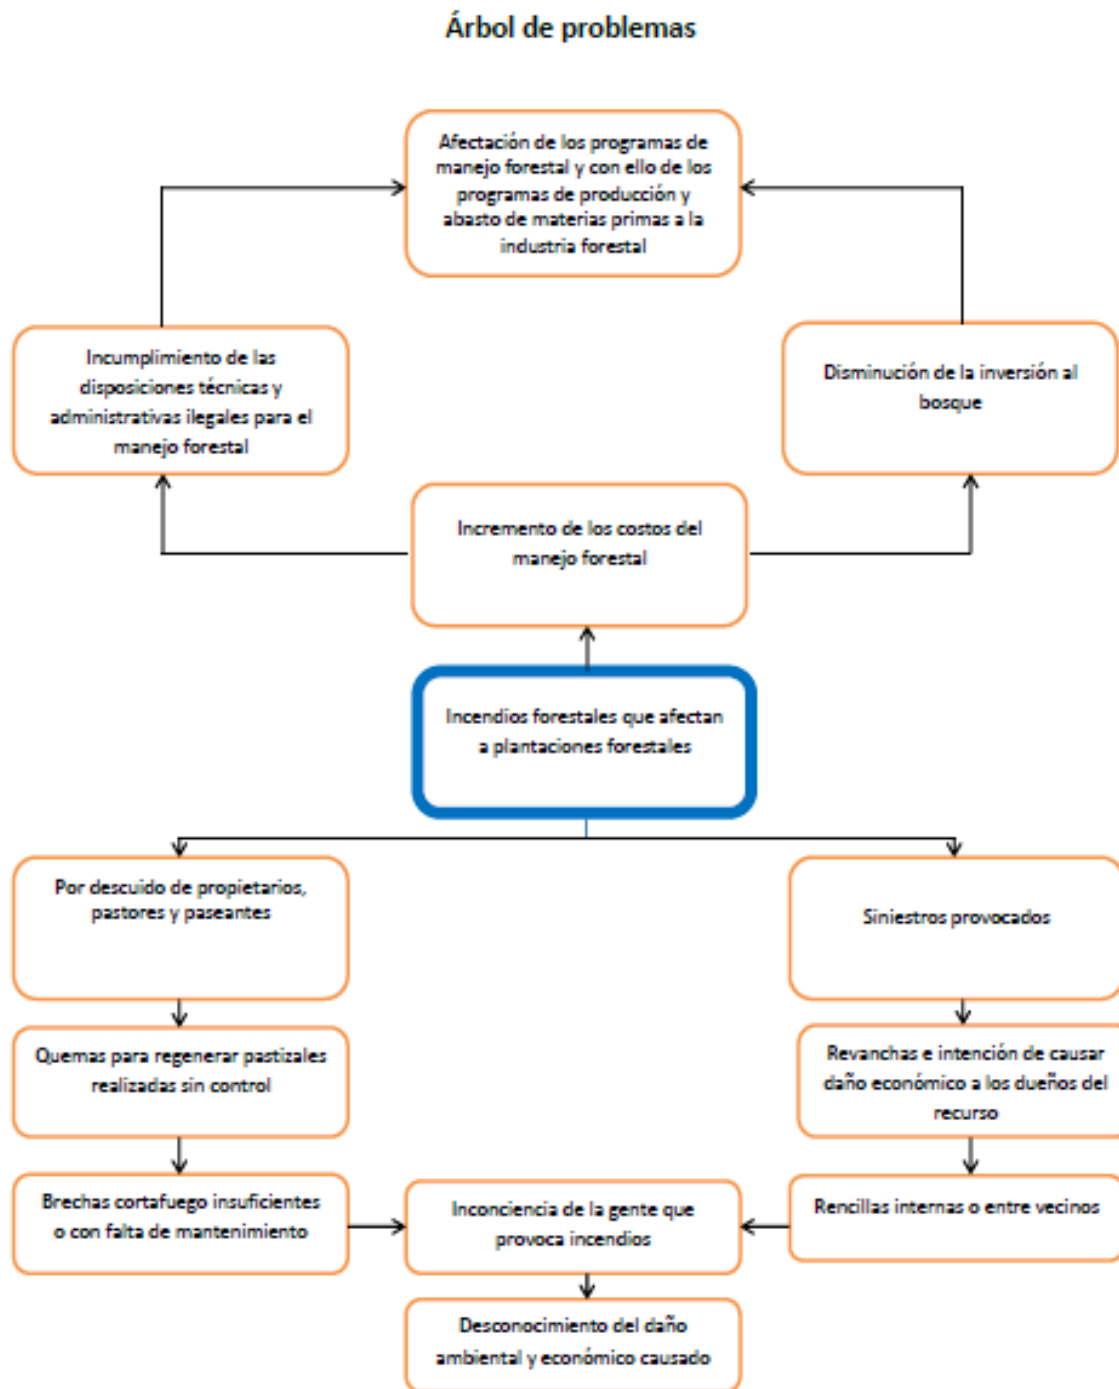 Árbol de problemas
Afectación de los programas de
manejo forestal y con ello de los
programas de producción y
abasto de materias primas a la
industria forestal
Incumplimiento de las
disposiciones técnicas y
administrativas ilegales para el
manejo forestal
Disminución de la inversión al
bosque
Incremento de los costos del
manejo forestal
Incendios forestales que afectan
a plantaciones forestales
Por descuido de propietarios,
pastores y paseantes
Siniestros provocados
Quemas para regenerar pastizales
realizadas sin control
Revanchas e intención de causar
daño económico a los dueños del
recurso
Brechas cortafuego insuficientes
o con falta de mantenimiento
Inconciencia de la gente que
provoca incendios
Rencillas internas o entre vecinos
Desconocimiento del daño
ambiental y económico causado